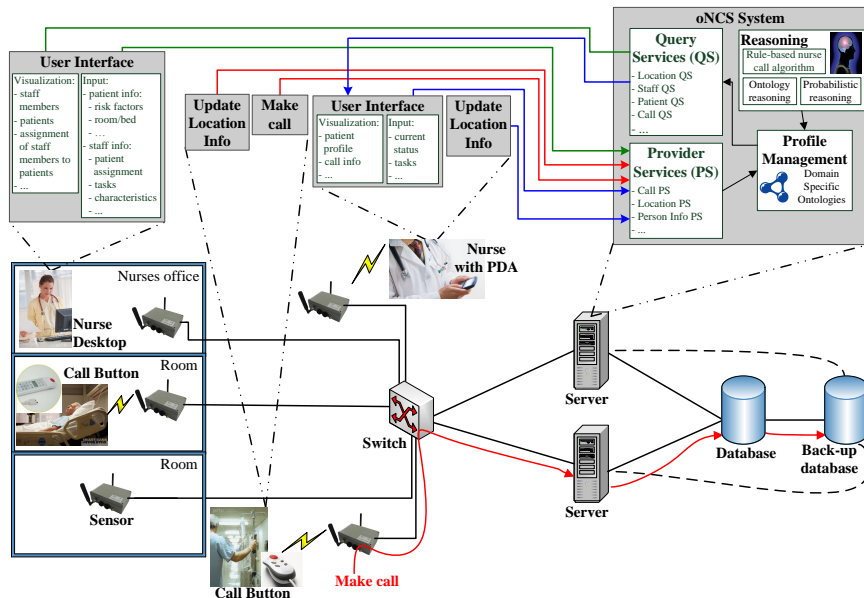 oNCS System
User Interface
Visualization:
- staff
members
- patients
- assignment
of staff
members to
patients
- ...
Input:
- patient info:
- risk factors
- room/bed
- …
- staff info:
- patient
assignment
- tasks
- characteristics
- ...
Update
Location
Info
Make
call
User Interface
Visualization:
- patient
profile
- call info
- ...
Input:
- current
status
- tasks
- ...
Update
Location
Info
Query
Services (QS)
- Location QS
- Staff QS
- Patient QS
- Call QS
- ...
Reasoning
Rule-based nurse
call algorithm
Ontology
reasoning
Probabilistic
reasoning
Provider
Services (PS)
- Call PS
- Location PS
- Person Info PS
- ...
Profile
Management
Domain
Specific
Ontologies
Nurses office
Nurse
Desktop
Nurse
with PDA
Room
Call Button
Room
Sensor
Switch
Server
Server
Database
Back-up
database
Make call
Call Button